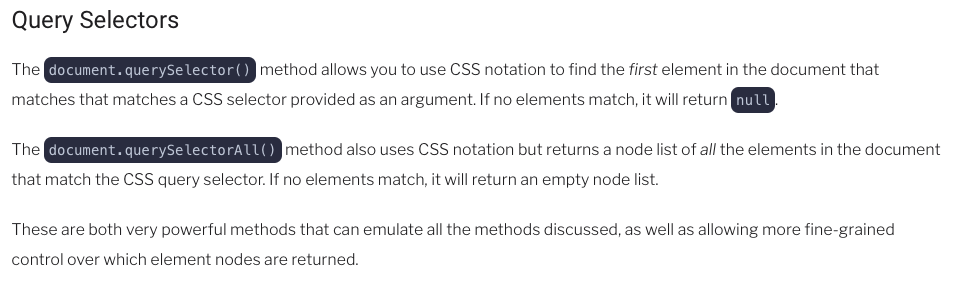 Query Selectors
The document.querySelector() method allows you to use CSS notation to find the first element in the document that
matches that matches a CSS selector provided as an argument. If no elements match, it will return null.
The document.querySelectorAll() method also uses CSS notation but returns a node list of all the elements in the document
that match the CSS query selector. If no elements match, it will return an empty node list.
These are both very powerful methods that can emulate all the methods discussed, as well as allowing more fine-grained
control over which element nodes are returned.